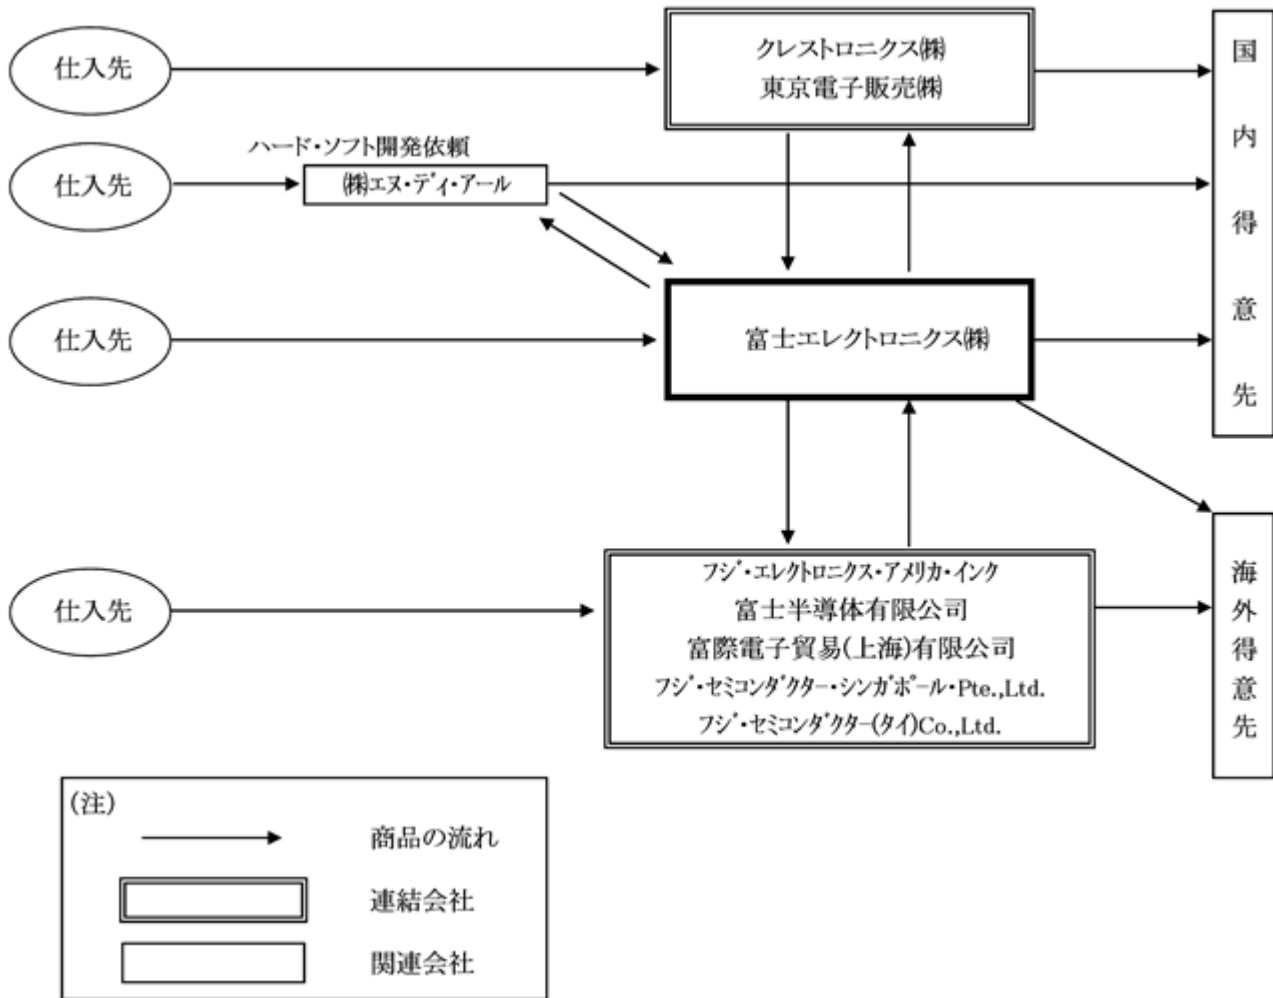 仕入先
クレストロニクス㈱
東京電子販売㈱
国内得意先
ハード・ソフト開発依頼
仕入先
㈱エヌ・ディ・アール
仕入先
富士エレクトロニクス㈱
仕入先
フジ・エレクトロニクス・アメリカ・インク
富士半導体有限公司
富際電子貿易(上海)有限公司
フジ・セミコンダクター・シンガポール・Pte.,Ltd.
フジ・セミコンダクター(タイ)Co.,Ltd.
海外得意先
(注)
商品の流れ
連結会社
関連会社